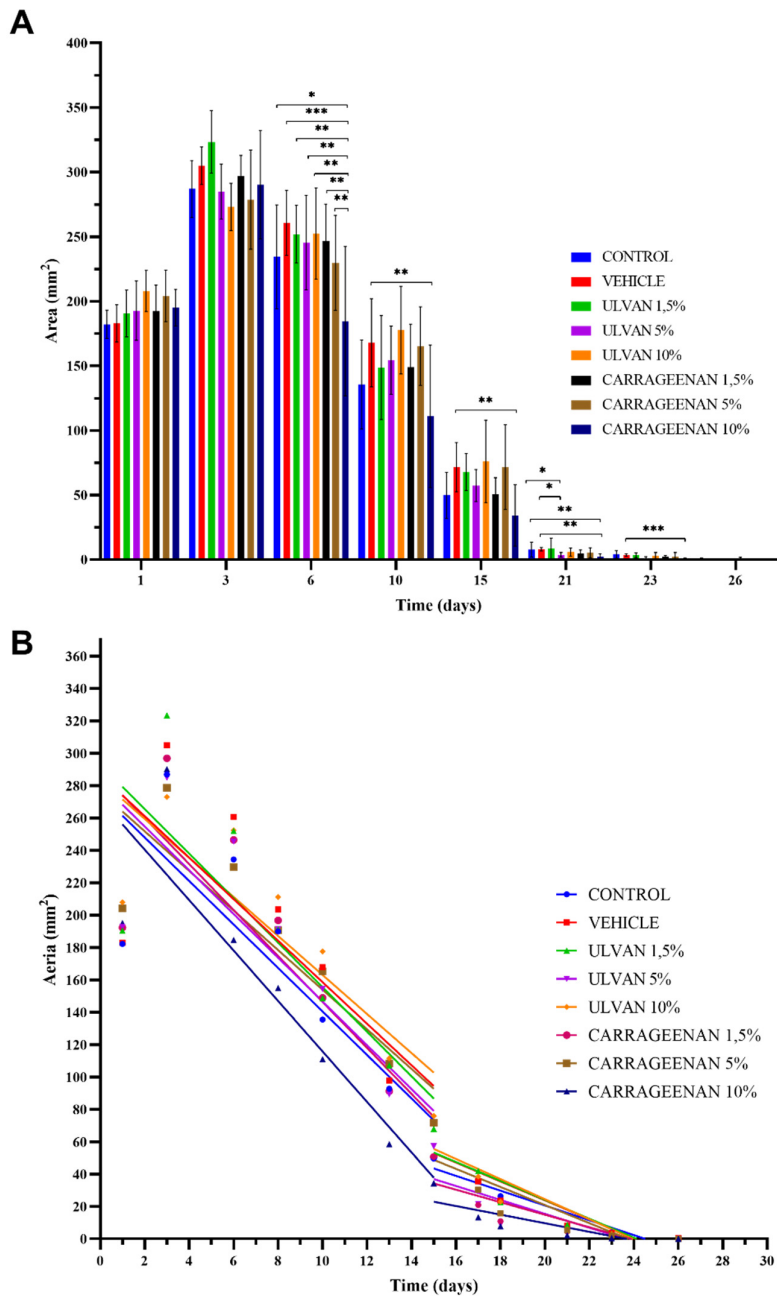 A
400
350
300
250
200
150
100
50
0
Area (mm²)
*
***
**
**
**
**
**
**
**
*
*
**
**
***
CONTROL
VEHICLE
ULVAN 1,5%
ULVAN 5%
ULVAN 10%
CARRAGEENAN 1,5%
CARRAGEENAN 5%
CARRAGEENAN 10%
1 3 6 10 15 21 23 26
Time (days)
B
360
340
320
300
280
260
240
220
200
180
160
140
120
100
80
60
40
20
0
Aeria (mm²)
CONTROL
VEHICLE
ULVAN 1,5%
ULVAN 5%
ULVAN 10%
CARRAGEENAN 1,5%
CARRAGEENAN 5%
CARRAGEENAN 10%
0 2 4 6 8 10 12 14 16 18 20 22 24 26 28 30
Time (days)